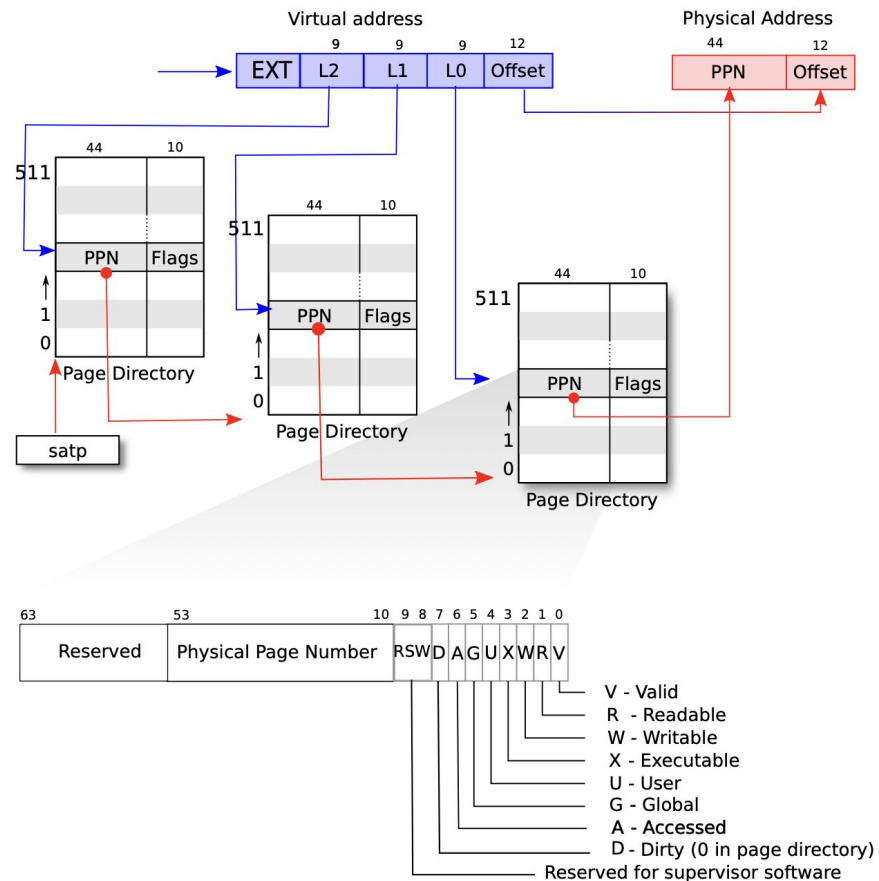 Virtual address
Physical Address
9 9 9 12
44 12
EXT L2 L1 L0 Offset
PPN Offset
44 10
511
PPN Flags
1
0
Page Directory
satp
44 10
511
PPN Flags
1
0
Page Directory
44 10
511
PPN Flags
1
0
Page Directory
63 53 10 9 8 7 6 5 4 3 2 1 0
Reserved Physical Page Number RSW D A G U X W R V
V - Valid
R - Readable
W - Writable
X - Executable
U - User
G - Global
A - Accessed
D - Dirty (0 in page directory)
Reserved for supervisor software